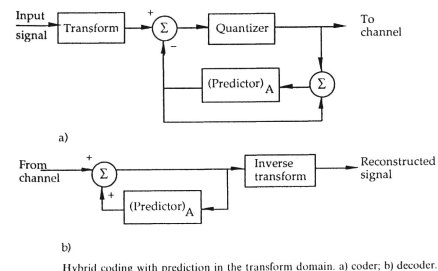 Input
signal
Transform
+
Σ
−
Quantizer
To
channel
(Predictor)A
Σ
a)
From
channel
+
Σ
+
(Predictor)A
Inverse
transform
Reconstructed
signal
b)
Hybrid coding with prediction in the transform domain. a) coder; b) decoder.